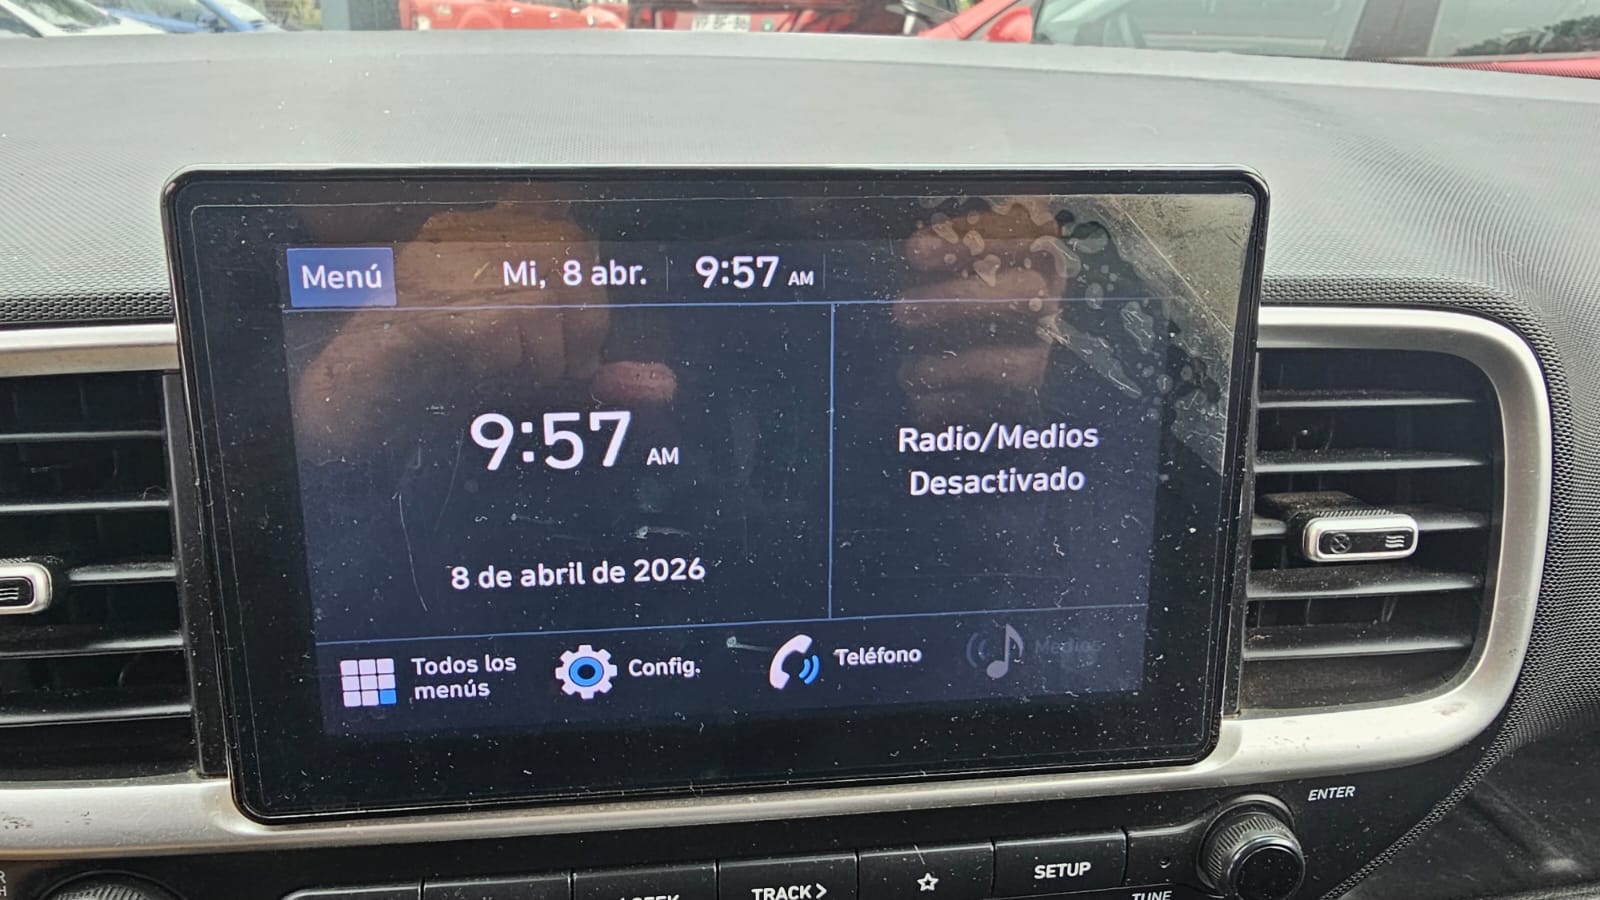 Menú
Mi, 8 abr.
9:57 AM
9:57 AM
8 de abril de 2026
Radio/Medios
Desactivado
Todos los
menús
Config.
Teléfono
Medios
ENTER
TRACK >
SETUP
TUNE